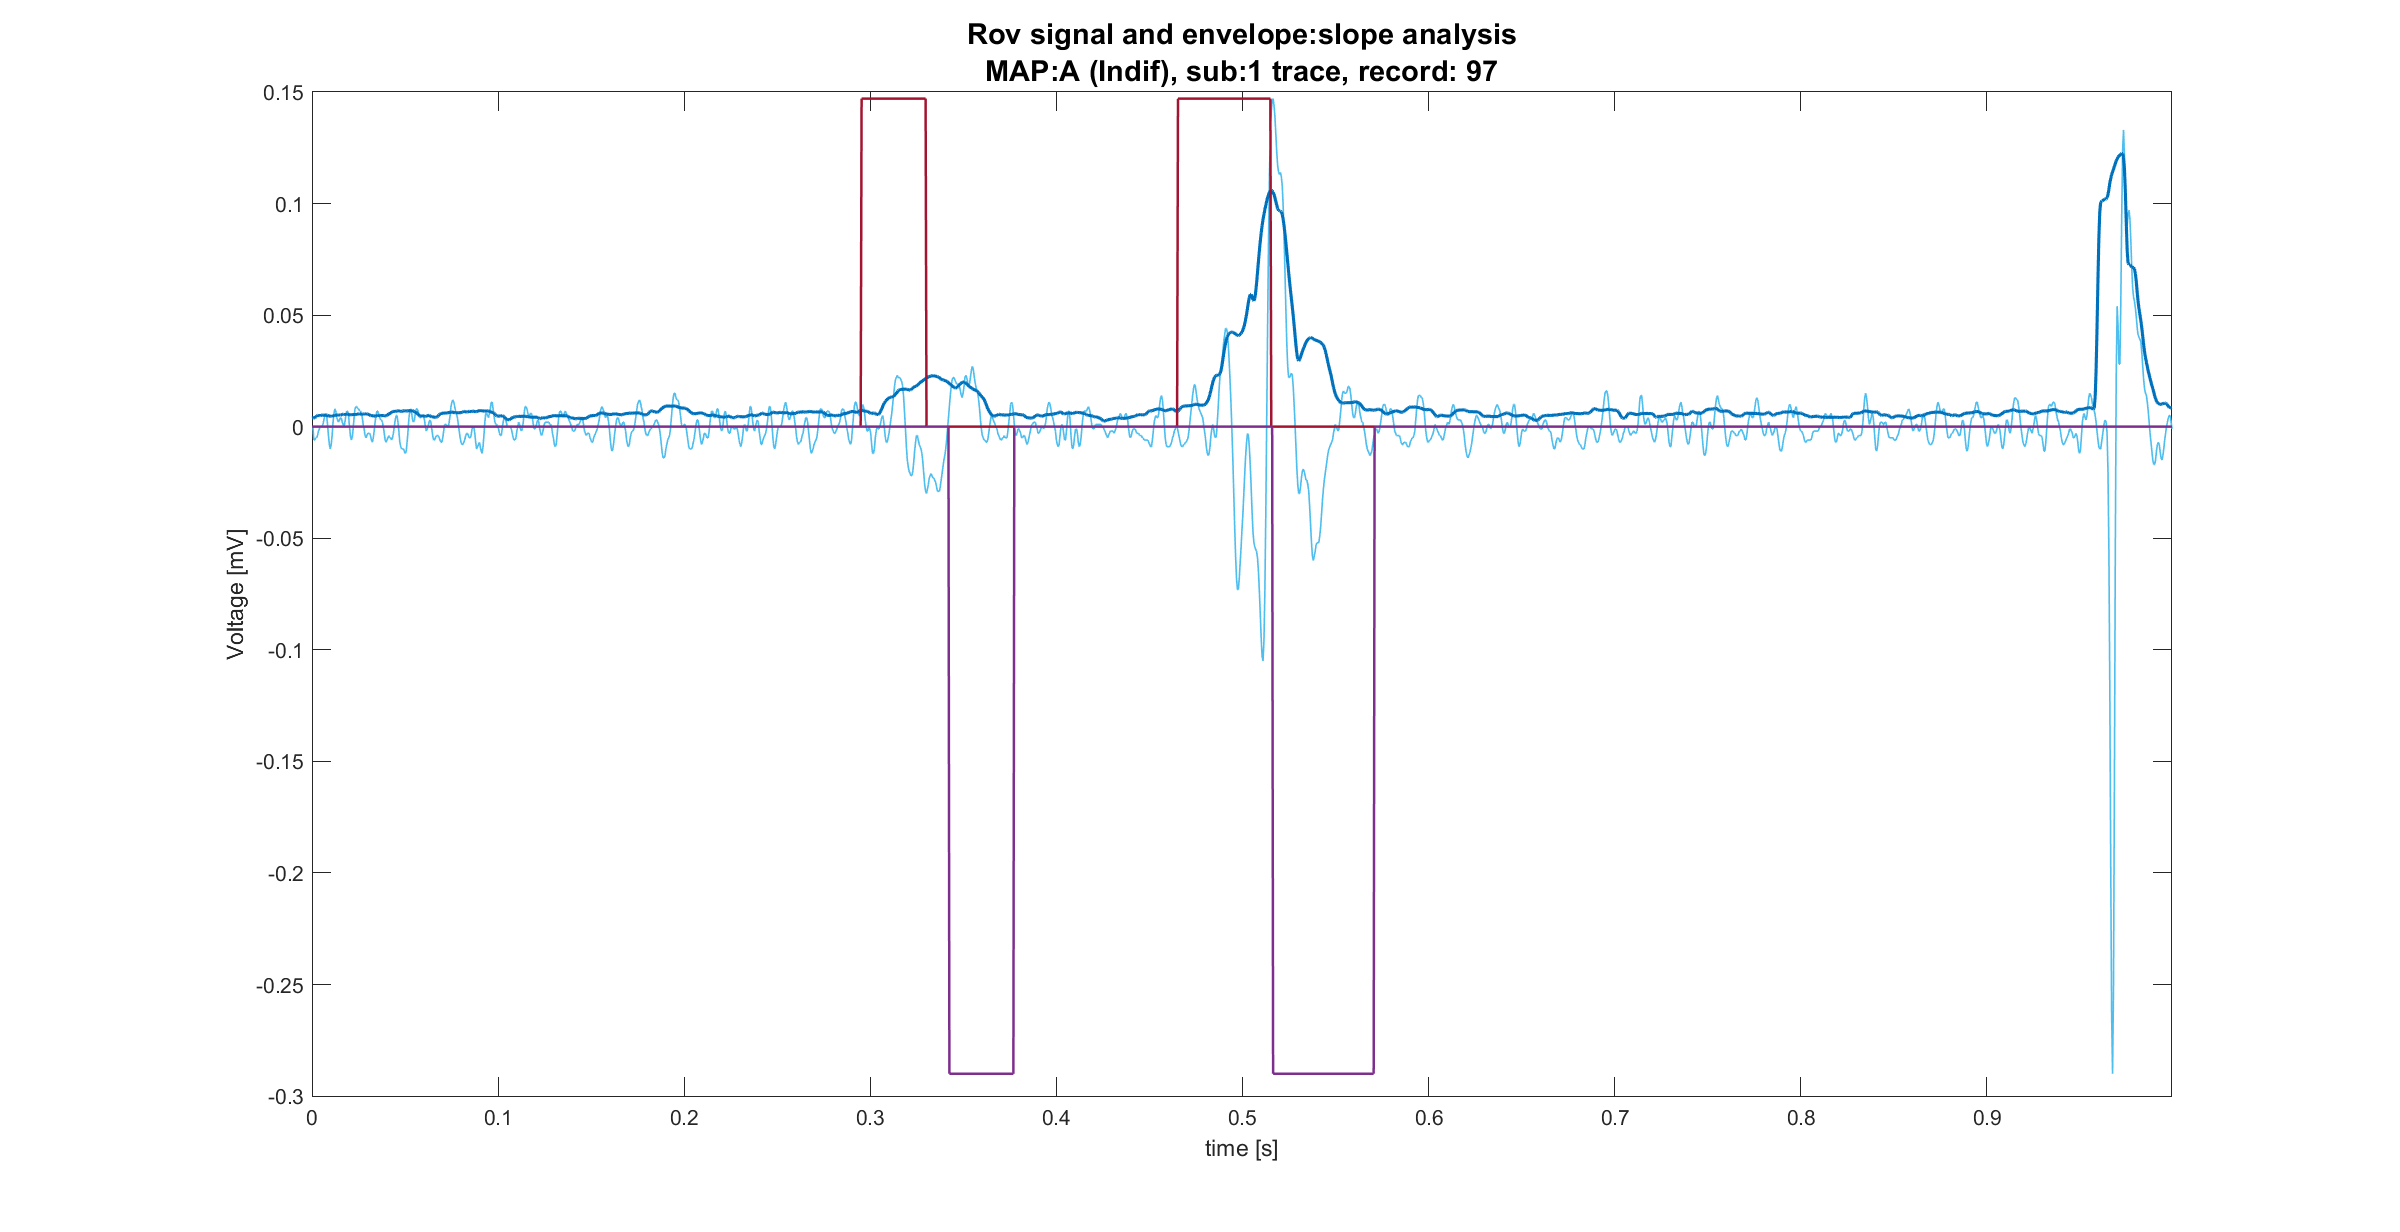 Rov signal and envelope:slope analysis
MAP:A (Indif), sub:1 trace, record: 97
0.15
0.1
0.05
0
-0.05
-0.1
-0.15
-0.2
-0.25
-0.3
Voltage [mV]
0 0.1 0.2 0.3 0.4 0.5 0.6 0.7 0.8 0.9
time [s]